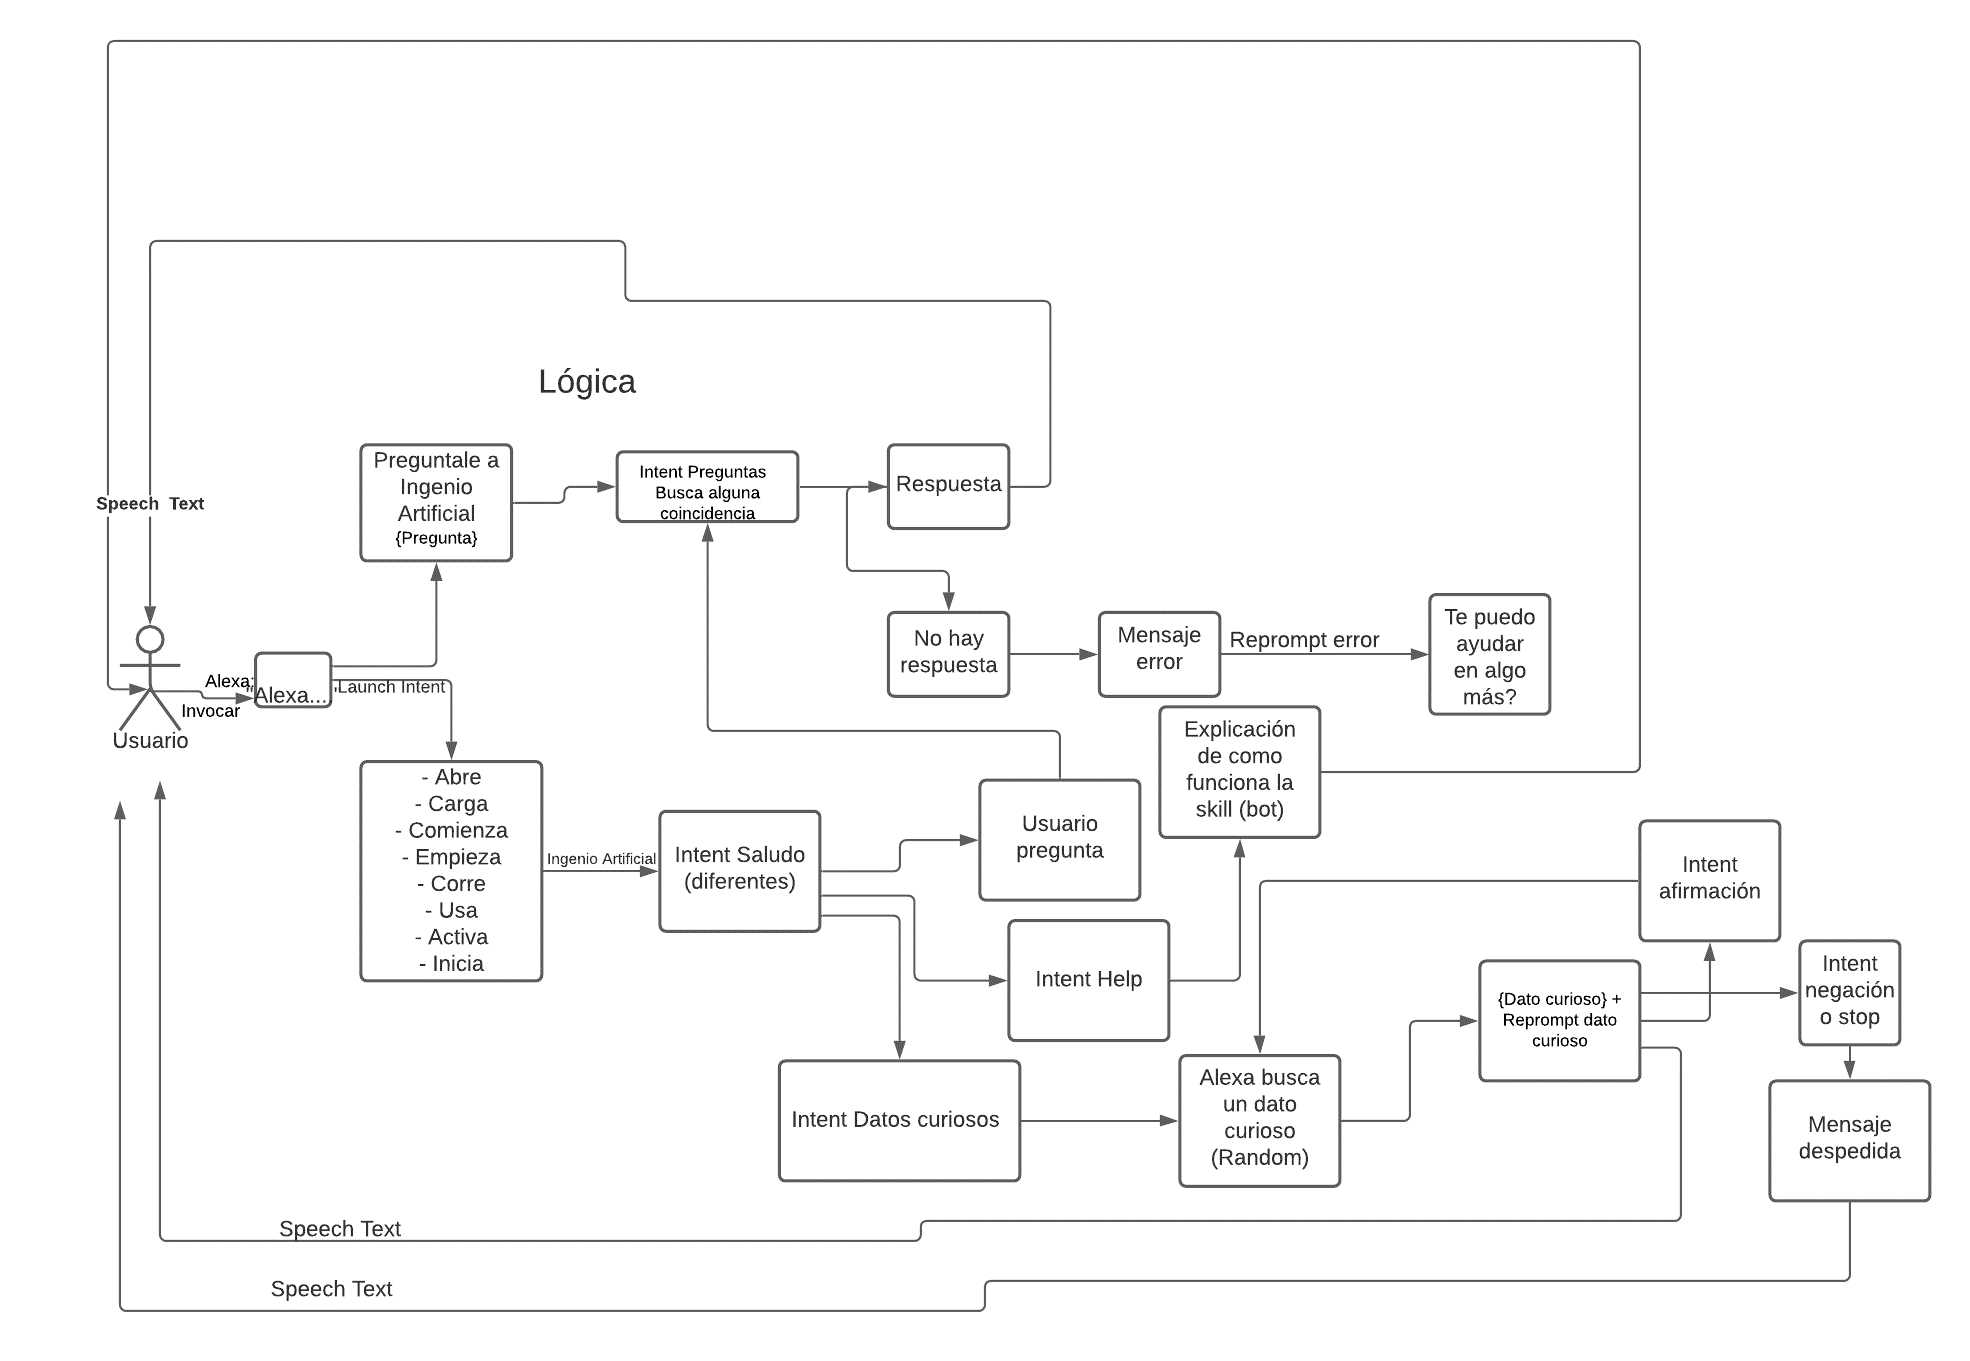 Lógica
Preguntale a
Ingenio
Artificial
{Pregunta}
Intent Preguntas
Busca alguna
coincidencia
Respuesta
Speech Text
No hay
respuesta
Mensaje
error
Reprompt error
Te puedo
ayudar
en algo
más?
Alexa;
"Alexa...
"Launch Intent
Invocar
Usuario
Explicación
de como
funciona la
skill (bot)
- Abre
- Carga
- Comienza
- Empieza
- Corre
- Usa
- Activa
- Inicia
Ingenio Artificial
Intent Saludo
(diferentes)
Usuario
pregunta
Intent
afirmación
Intent Help
{Dato curioso} +
Reprompt dato
curioso
Intent
negación
o stop
Intent Datos curiosos
Alexa busca
un dato
curioso
(Random)
Mensaje
despedida
Speech Text
Speech Text